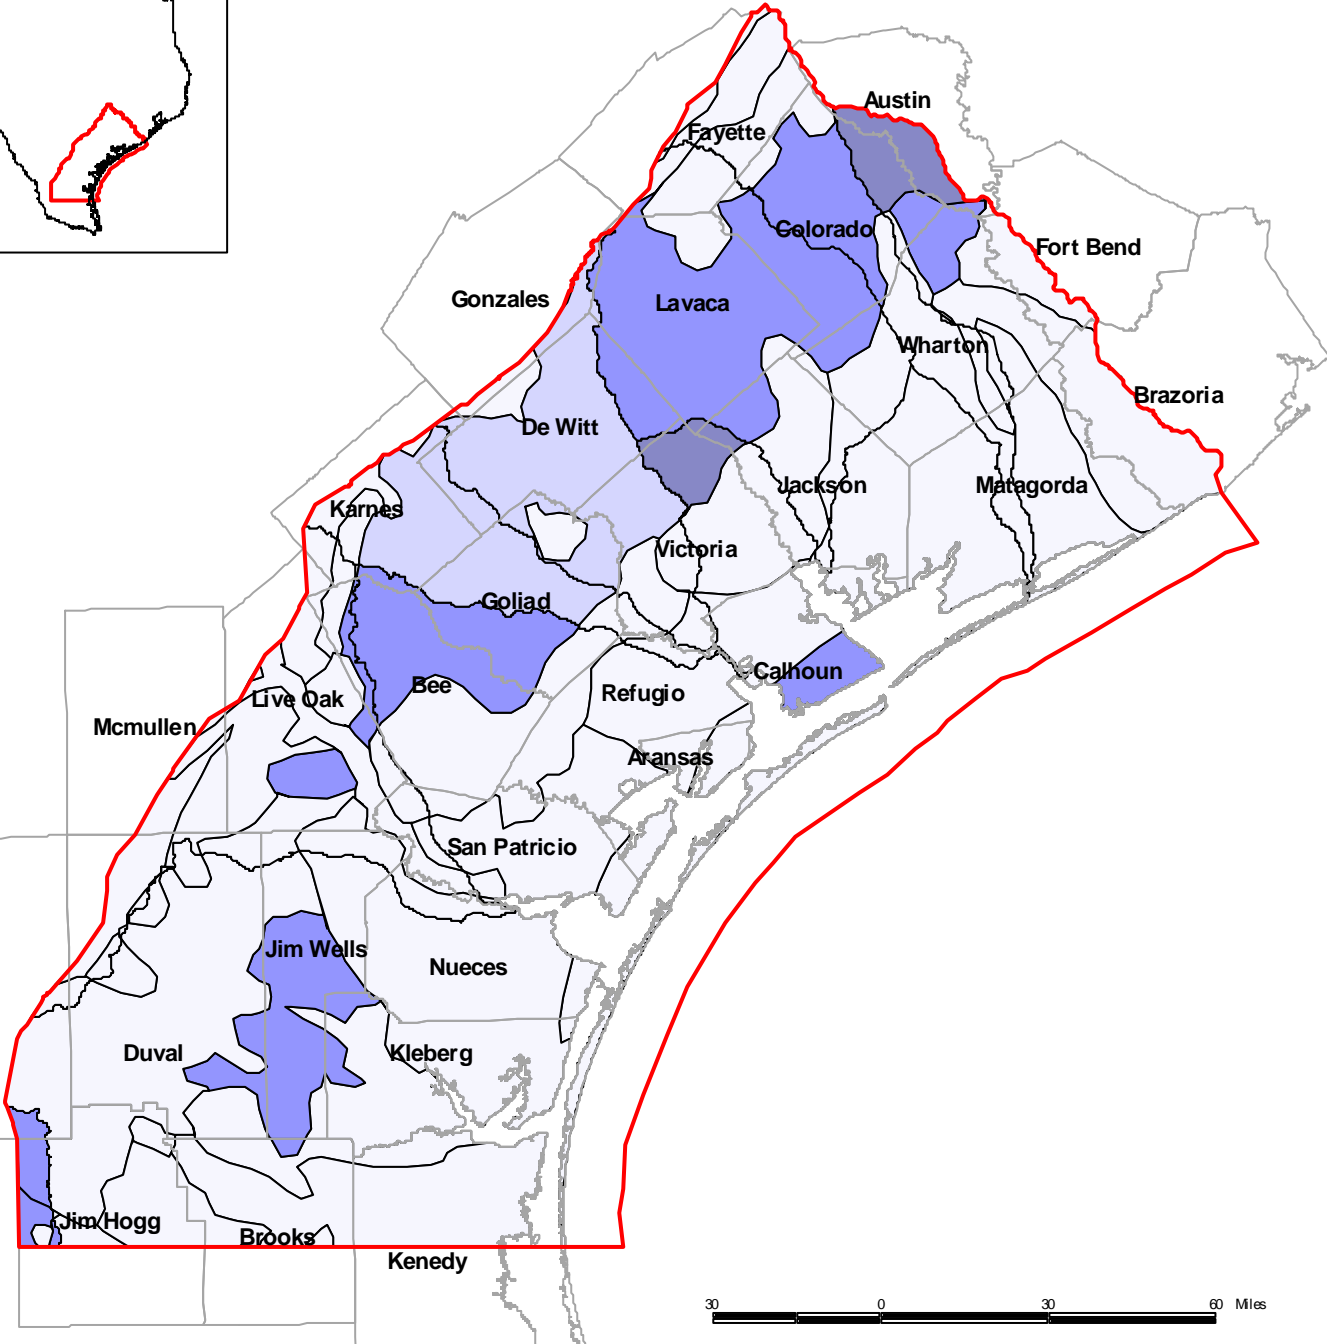 Austin
Fayette
Colorado
Fort Bend
Gonzales
Lavaca
Wharton
Brazoria
De Witt
Jackson
Matagorda
Karnes
Victoria
Goliad
Calhoun
Bee
Refugio
Live Oak
Mcmullen
Aransas
San Patricio
Jim Wells
Nueces
Duval
Kleberg
Jim Hogg
Brooks
Kenedy
30 0 30 60 Miles